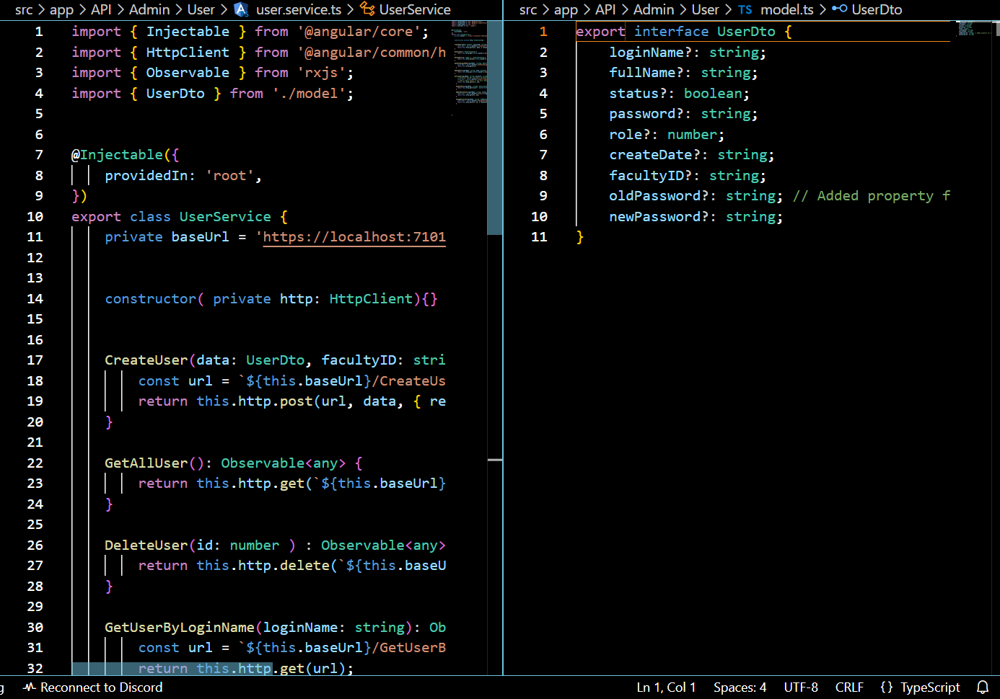 src > app > API > Admin > User > user.service.ts > UserService
1 import { Injectable } from '@angular/core';
2 import { HttpClient } from '@angular/common/h
3 import { Observable } from 'rxjs';
4 import { UserDto } from './model';
5
6
7 @Injectable({
8 providedIn: 'root',
9 })
10 export class UserService {
11 private baseUrl = 'https://localhost:7101
12
13
14 constructor( private http: HttpClient){}
15
16
17 CreateUser(data: UserDto, facultyID: stri
18 const url = `${this.baseUrl}/CreateUs
19 return this.http.post(url, data, { re
20 }
21
22 GetAllUser(): Observable<any> {
23 return this.http.get(`${this.baseUrl}
24 }
25
26 DeleteUser(id: number ) : Observable<any>
27 return this.http.delete(`${this.baseU
28 }
29
30 GetUserByLoginName(loginName: string): Ob
31 const url = `${this.baseUrl}/GetUserB
32 return this.http.get(url);
src > app > API > Admin > User > TS model.ts > UserDto
1 export interface UserDto {
2 loginName?: string;
3 fullName?: string;
4 status?: boolean;
5 password?: string;
6 role?: number;
7 createDate?: string;
8 facultyID?: string;
9 oldPassword?: string; // Added property f
10 newPassword?: string;
11 }
Reconnect to Discord
Ln 1, Col 1 Spaces: 4 UTF-8 CRLF {} TypeScript